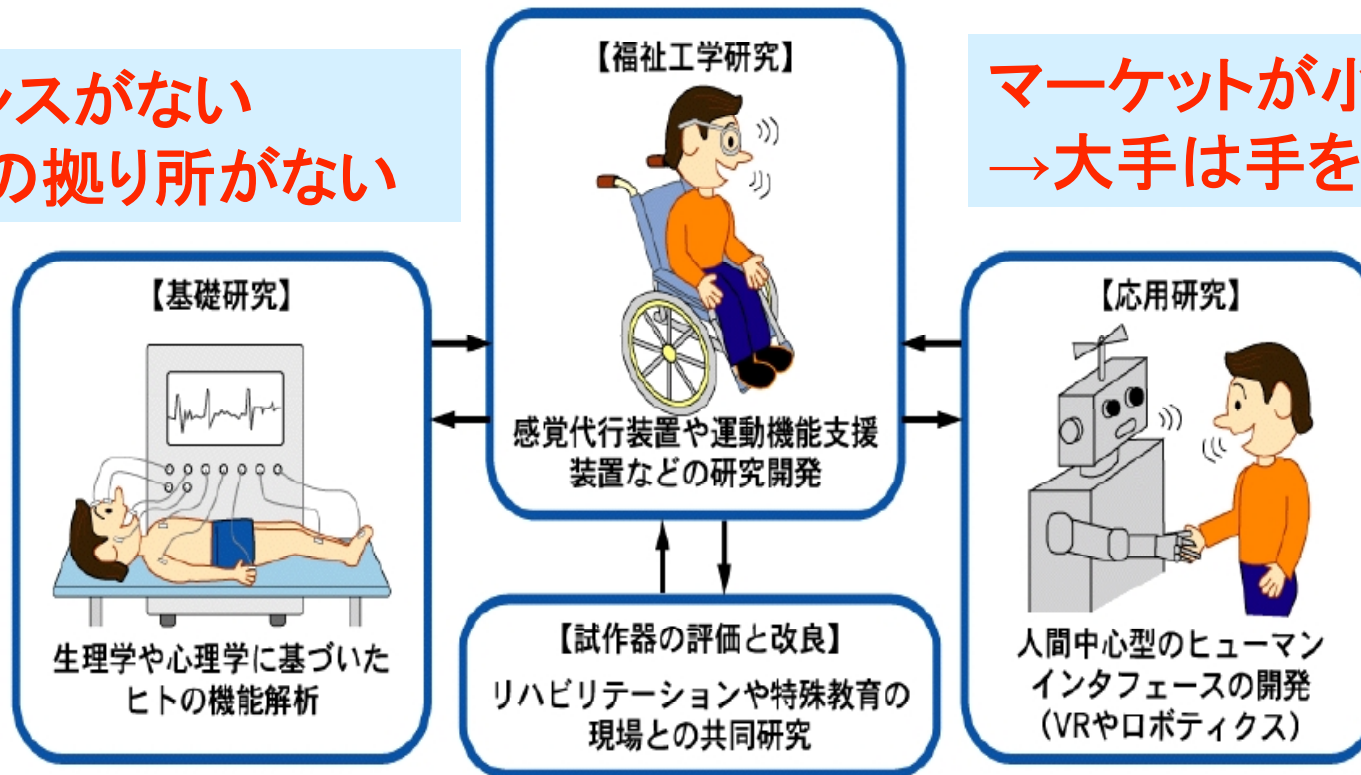 ンスがない
の拠り所がない
マーケットが小
→大手は手を
【福祉工学研究】
感覚代行装置や運動機能支援
装置などの研究開発
【基礎研究】
生理学や心理学に基づいた
ヒトの機能解析
【応用研究】
人間中心型のヒューマン
インタフェースの開発
（VRやロボティクス）
【試作器の評価と改良】
リハビリテーションや特殊教育の
現場との共同研究